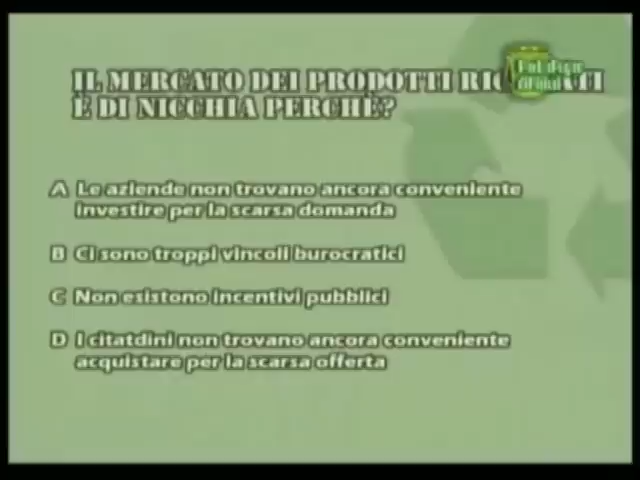 IL MERCATO DEI PRODOTTI
È DI NICCHIA PERCHÈ?
A Le aziende non trovano ancora conveniente
investire per la scarsa domanda
B Ci sono troppi vincoli burocratici
C Non esistono incentivi pubblici
D I citatdini non trovano ancora conveniente
acquistare per la scarsa offerta